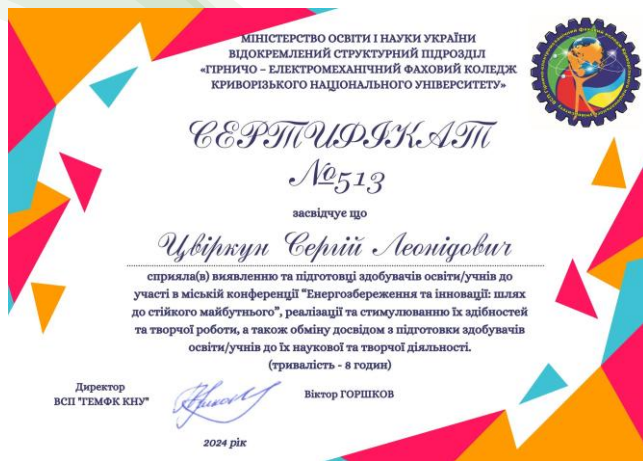 МІНІСТЕРСТВО ОСВІТИ І НАУКИ УКРАЇНИ
ВІДОКРЕМЛЕНИЙ СТРУКТУРНИЙ ПІДРОЗДІЛ
«ГІРНИЧО – ЕЛЕКТРОМЕХАНІЧНИЙ ФАХОВИЙ КОЛЕДЖ
КРИВОРІЗЬКОГО НАЦІОНАЛЬНОГО УНІВЕРСИТЕТУ»
СЕРТИФІКАТ
№513
засвідчує що
Цвіркун Сергій Леонідович
сприяла(в) виявленню та підготовці здобувачів освіти/учнів до
участі в міській конференції "Енергозбереження та інновації: шлях
до стійкого майбутнього", реалізації та стимулюванню їх здібностей
та творчої роботи, а також обміну досвідом з підготовки здобувачів
освіти/учнів до їх наукової та творчої діяльності.
(тривалість - 8 годин)
Директор
ВСП "ГЕМФК КНУ"
Віктор ГОРШКОВ
2024 рік